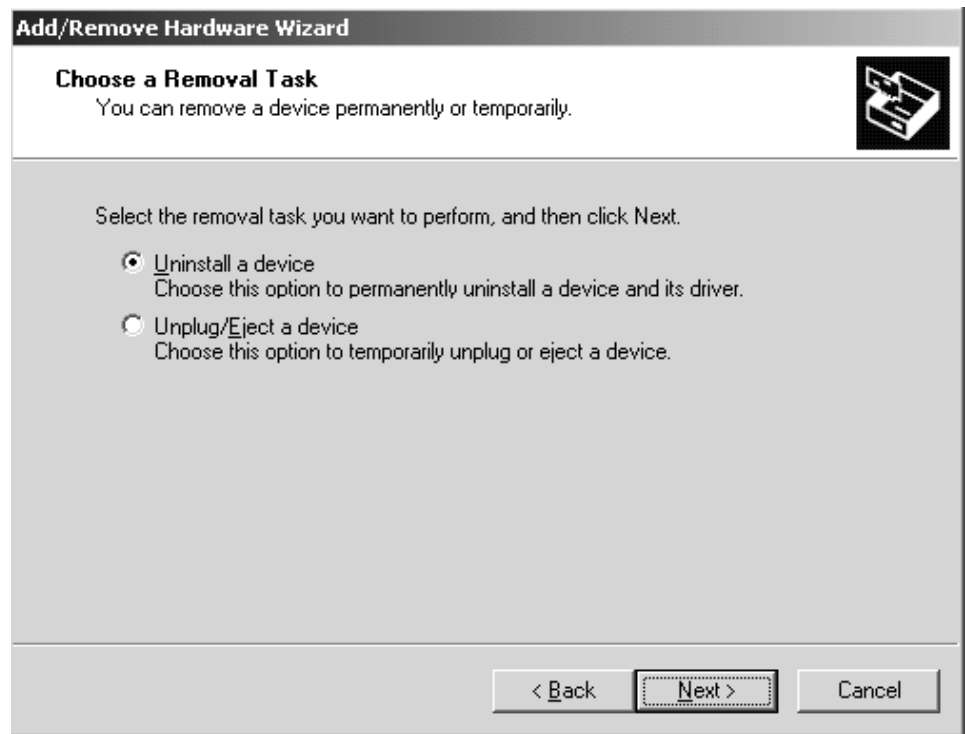 Add/Remove Hardware Wizard
Choose a Removal Task
You can remove a device permanently or temporarily.
Select the removal task you want to perform, and then click Next.
Uninstall a device
Choose this option to permanently uninstall a device and its driver.
Unplug/Eject a device
Choose this option to temporarily unplug or eject a device.
< Back Next > Cancel